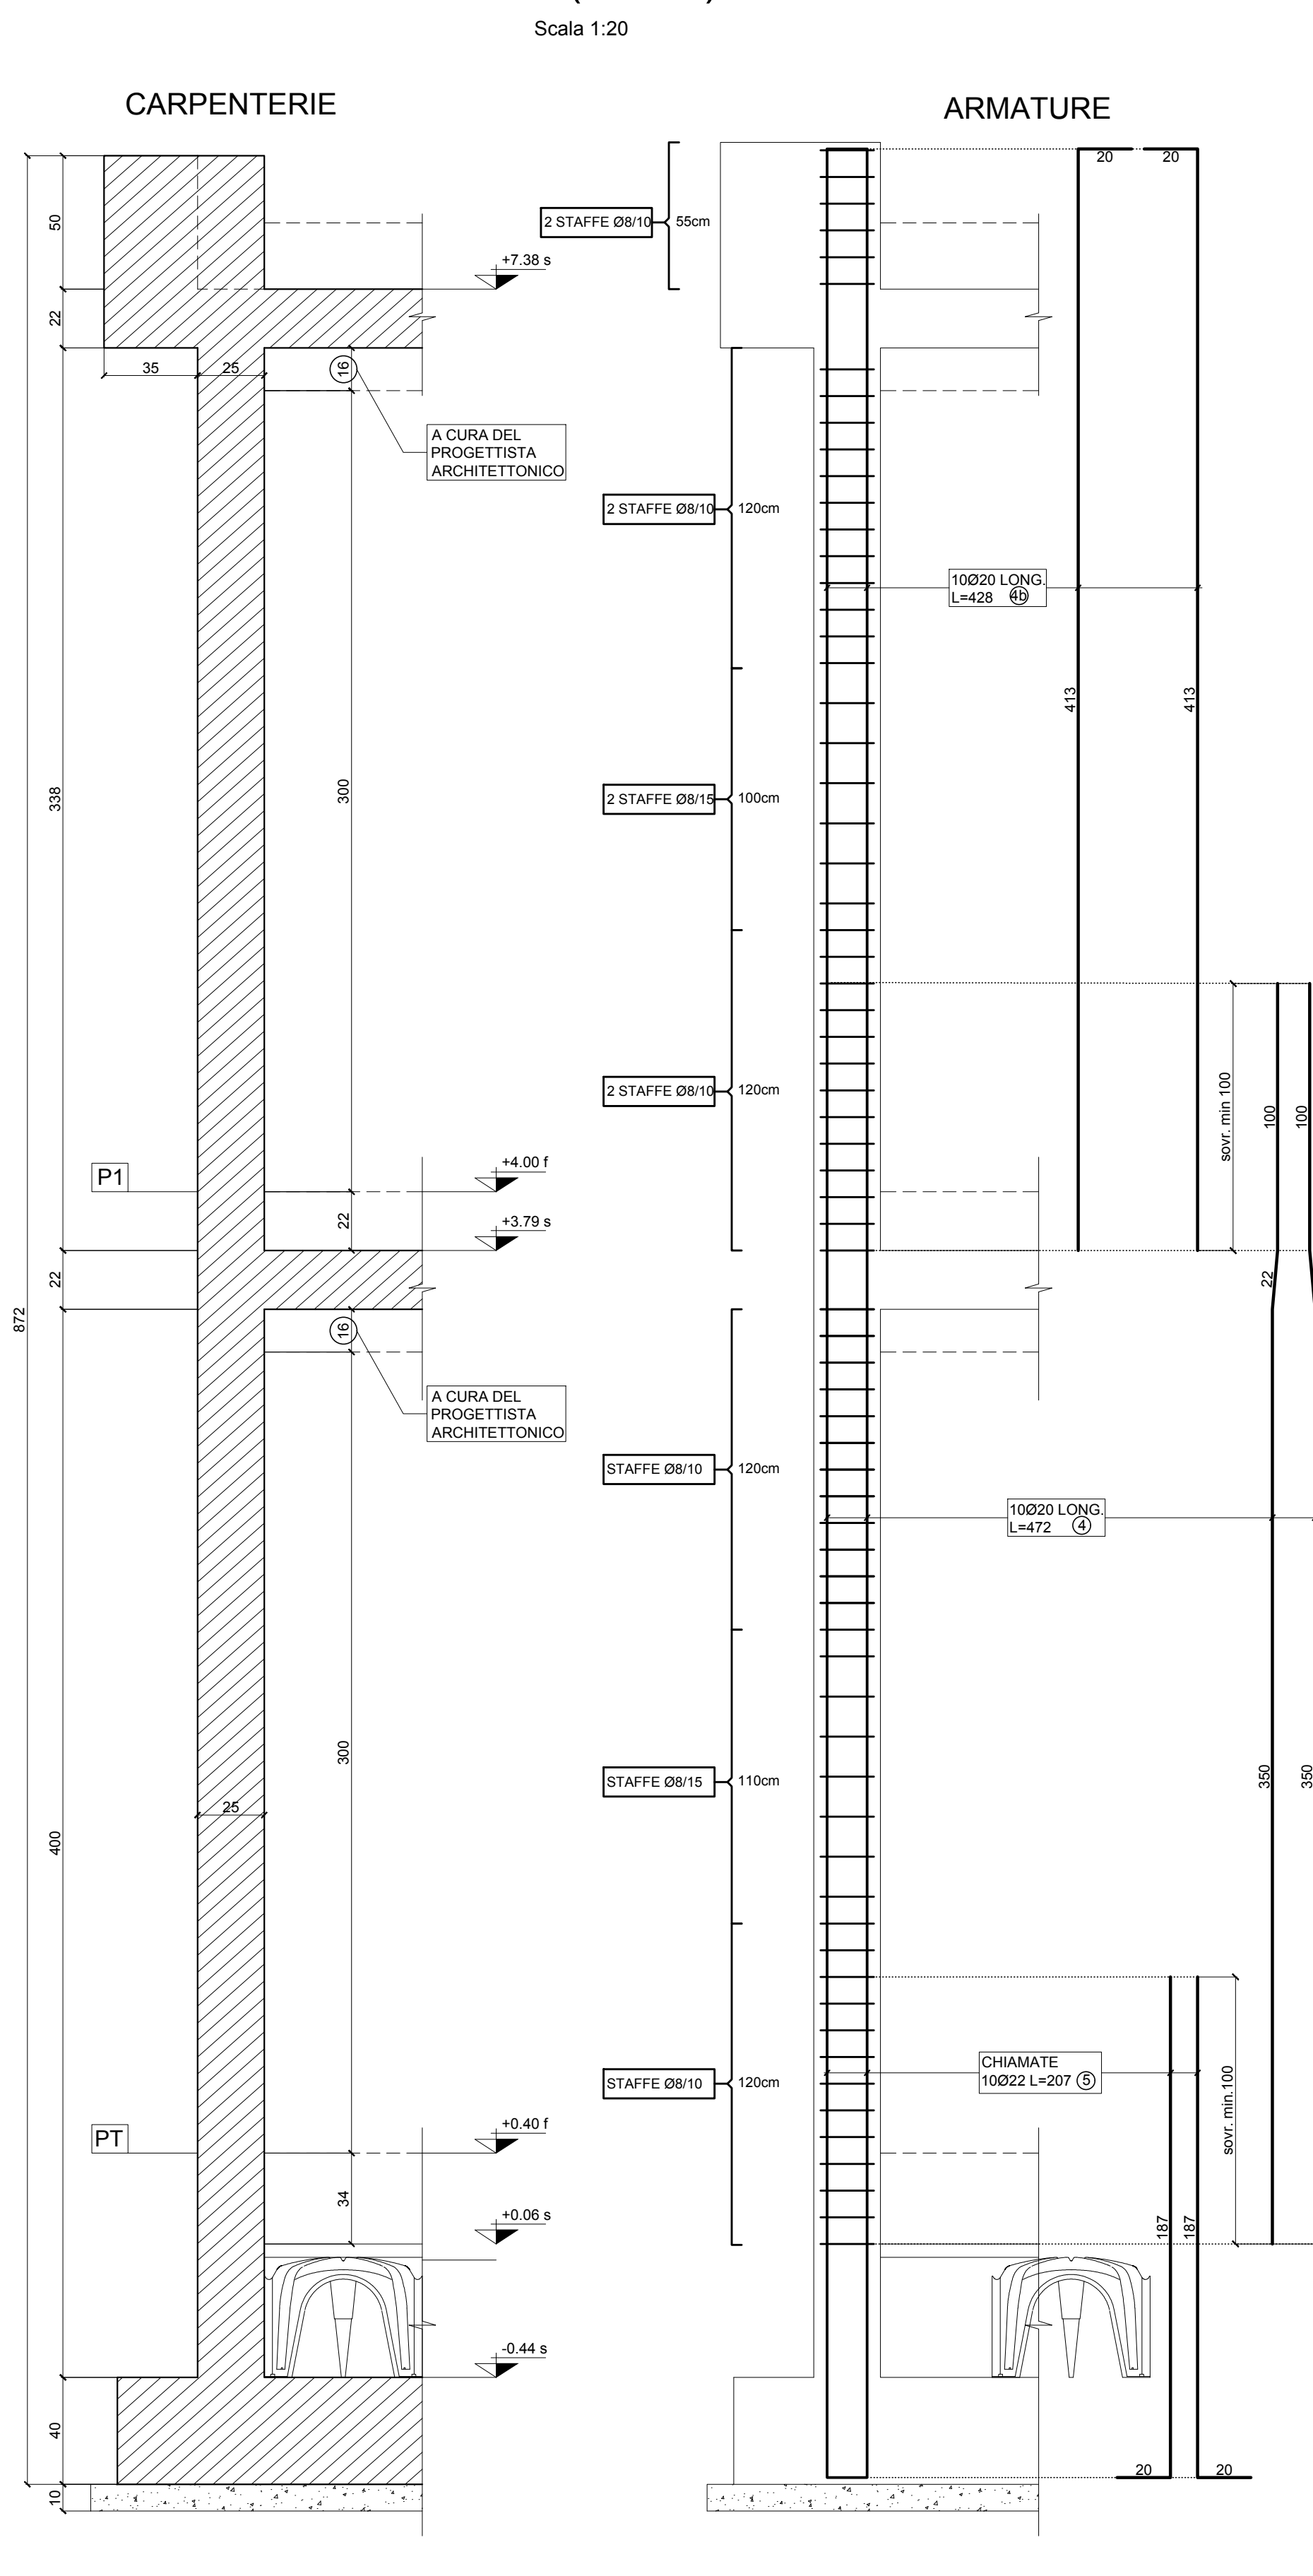 Scala 1:20
CARPENTERIE
ARMATURE
20
20
50
2 STAFFE Ø8/10
55cm
+7.38 s
22
35
25
16
A CURA DEL
PROGETTISTA
ARCHITETTONICO
2 STAFFE Ø8/10
120cm
10Ø20 LONG.
L=428 4b
413
413
338
300
2 STAFFE Ø8/15
100cm
2 STAFFE Ø8/10
120cm
sovr. min 100
100
100
P1
+4.00 f
22
+3.79 s
22
22
872
16
A CURA DEL
PROGETTISTA
ARCHITETTONICO
STAFFE Ø8/10
120cm
10Ø20 LONG.
L=472 4
300
STAFFE Ø8/15
110cm
350
350
25
400
CHIAMATE
10Ø22 L=207 5
STAFFE Ø8/10
120cm
sovr. min.100
PT
+0.40 f
34
+0.06 s
187
187
-0.44 s
40
20
20
10